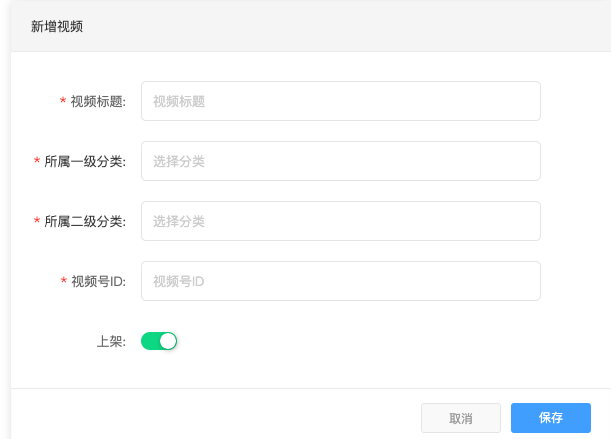 新增视频
* 视频标题: 视频标题
* 所属一级分类: 选择分类
* 所属二级分类: 选择分类
* 视频号ID: 视频号ID
上架:
取消 保存